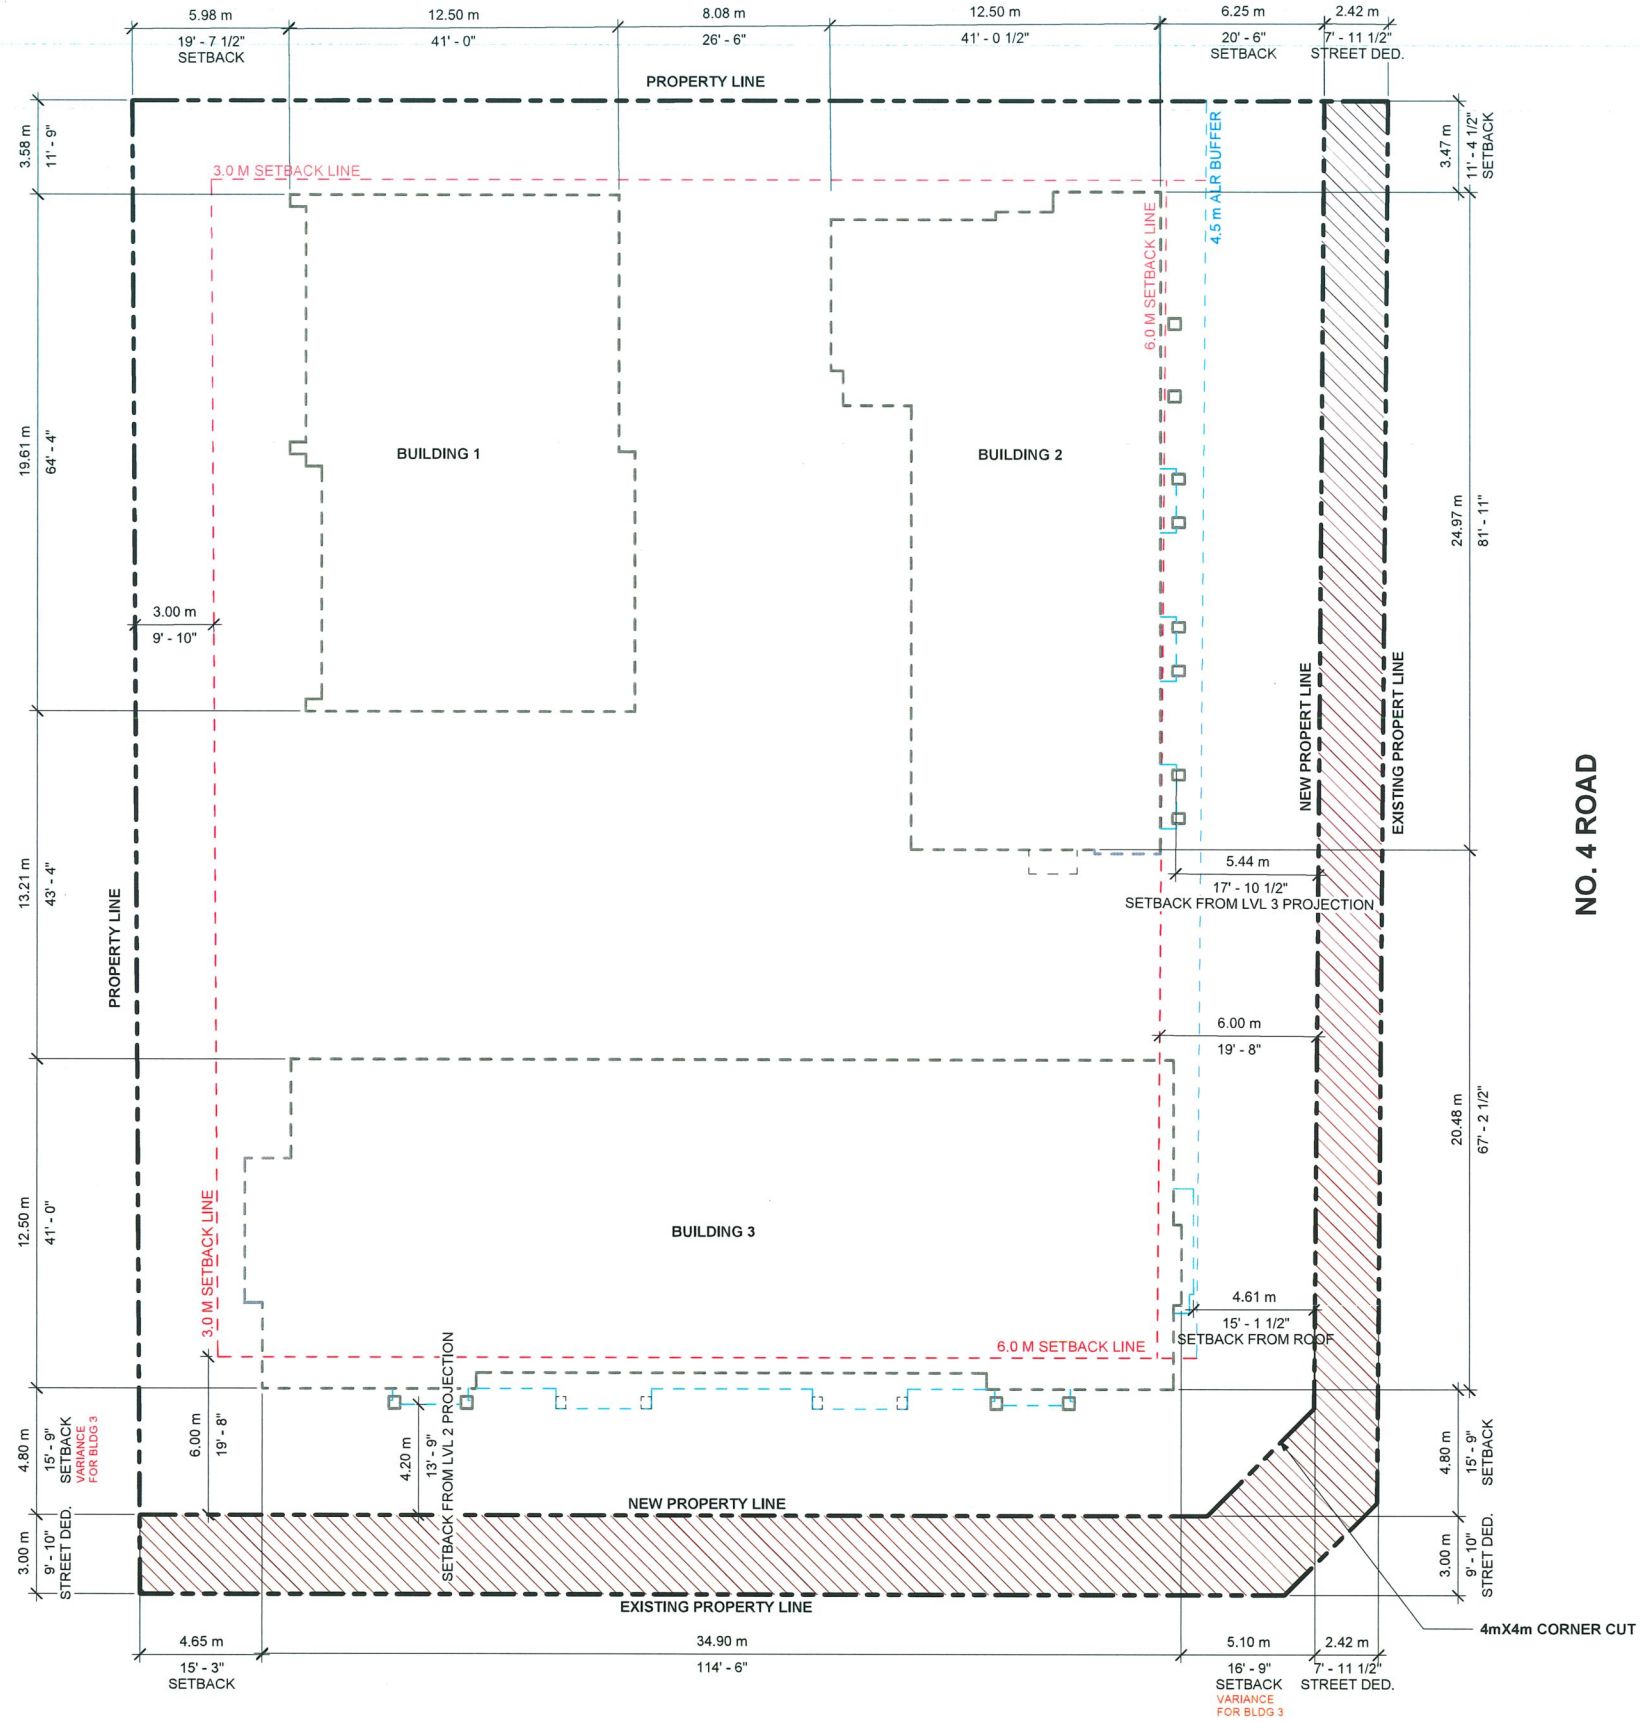 5.98 m
12.50 m
8.08 m
12.50 m
6.25 m
2.42 m
19' - 7 1/2"
SETBACK
41' - 0"
26' - 6"
41' - 0 1/2"
20' - 6"
SETBACK
7' - 11 1/2"
STREET DED.
PROPERTY LINE
3.58 m
11' - 9"
3.0 M SETBACK LINE
4.5 m ALR BUFFER
6.0 M SETBACK LINE
3.47 m
11' - 4 1/2"
SETBACK
19.61 m
64' - 4"
BUILDING 1
BUILDING 2
24.97 m
81' - 11"
3.00 m
9' - 10"
NEW PROPERT LINE
EXISTING PROPERT LINE
NO. 4 ROAD
13.21 m
43' - 4"
PROPERTY LINE
5.44 m
17' - 10 1/2"
SETBACK FROM LVL 3 PROJECTION
6.00 m
19' - 8"
20.48 m
67' - 2 1/2"
12.50 m
41' - 0"
3.0 M SETBACK LINE
BUILDING 3
4.61 m
15' - 1 1/2"
SETBACK FROM ROOF
6.0 M SETBACK LINE
4.80 m
15' - 9"
SETBACK
VARIANCE
FOR BLDG 3
6.00 m
19' - 8"
4.20 m
13' - 9"
SETBACK FROM LVL 2 PROJECTION
4.80 m
15' - 9"
SETBACK
NEW PROPERTY LINE
3.00 m
9' - 10"
STREET DED.
3.00 m
9' - 10"
STRET DED.
EXISTING PROPERTY LINE
4mX4m CORNER CUT
4.65 m
34.90 m
5.10 m
2.42 m
15' - 3"
SETBACK
114' - 6"
16' - 9"
SETBACK
VARIANCE
FOR BLDG 3
7' - 11 1/2"
STREET DED.